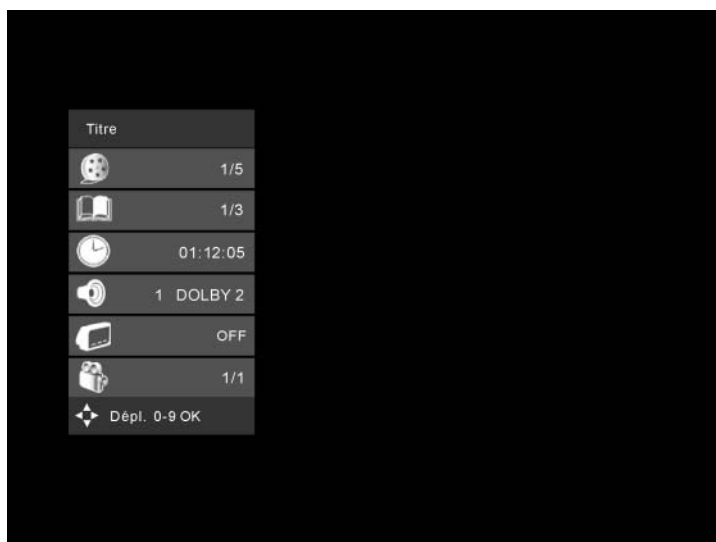 Titre
1/5
1/3
01:12:05
1 DOLBY 2
OFF
1/1
Dépl. 0-9 OK